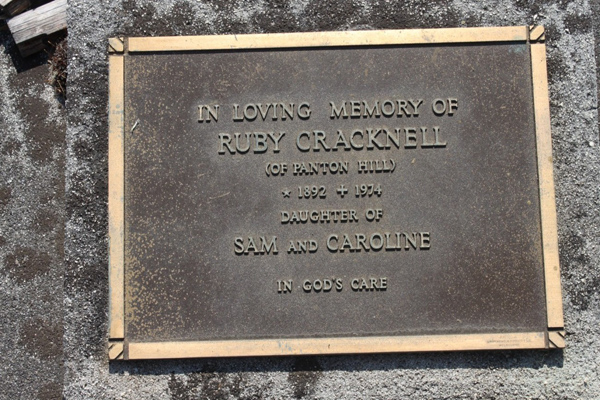 IN LOVING MEMORY OF
RUBY CRACKNELL
(OF PANTON HILL)
★ 1892 ✝ 1974
DAUGHTER OF
SAM AND CAROLINE
IN GOD'S CARE